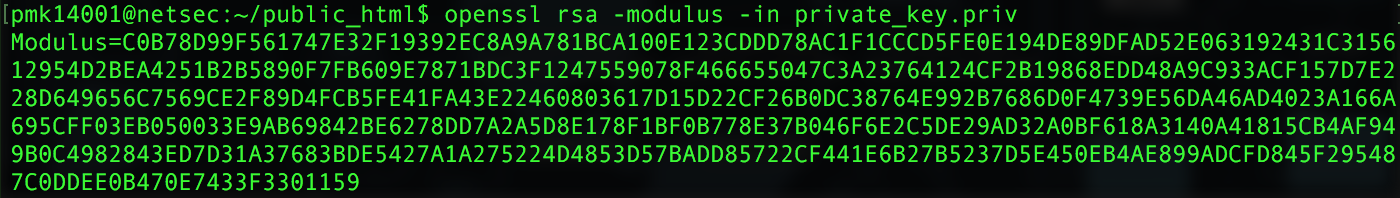 [pmk14001@netsec:~/public_html$ openssl rsa -modulus -in private_key.priv
Modulus=C0B78D99F561747E32F19392EC8A9A781BCA100E123CDDD78AC1F1CCCD5FE0E194DE89DFAD52E063192431C3156
12954D2BEA4251B2B5890F7FB609E7871BDC3F1247559078F466655047C3A23764124CF2B19868EDD48A9C933ACF157D7E2
28D649656C7569CE2F89D4FCB5FE41FA43E22460803617D15D22CF26B0DC38764E992B7686D0F4739E56DA46AD4023A166A
695CFF03EB050033E9AB69842BE6278DD7A2A5D8E178F1BF0B778E37B046F6E2C5DE29AD32A0BF618A3140A41815CB4AF94
9B0C4982843ED7D31A37683BDE5427A1A275224D4853D57BADD85722CF441E6B27B5237D5E450EB4AE899ADCFD845F29548
7C0DDEE0B470E7433F3301159